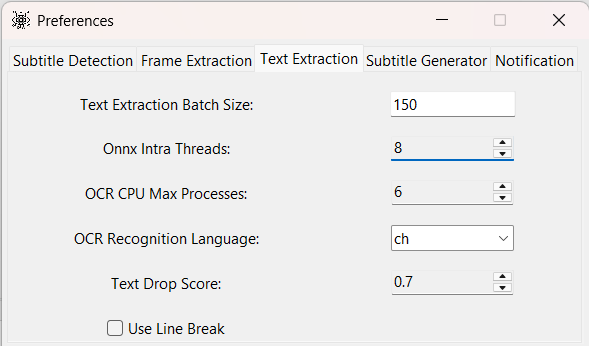 Preferences
Subtitle Detection Frame Extraction Text Extraction Subtitle Generator Notification
Text Extraction Batch Size: 150
Onnx Intra Threads: 8
OCR CPU Max Processes: 6
OCR Recognition Language: ch
Text Drop Score: 0.7
Use Line Break